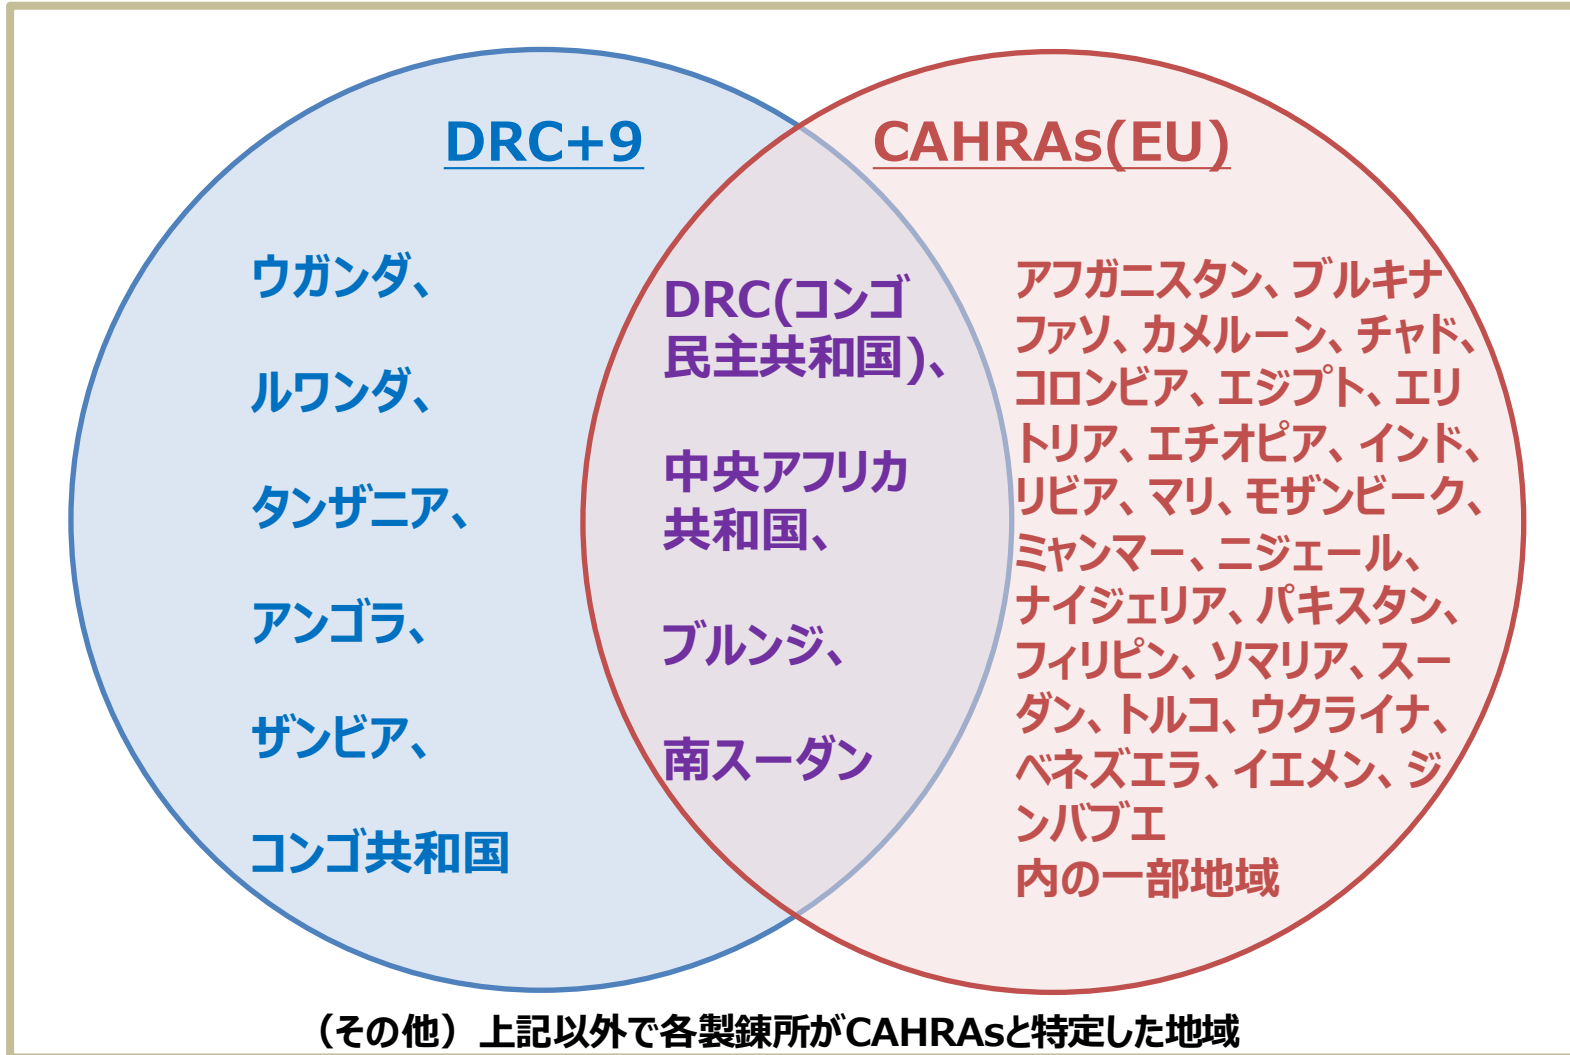 DRC+9
ウガンダ、
ルワンダ、
タンザニア、
アンゴラ、
ザンビア、
コンゴ共和国
DRC(コンゴ
民主共和国)、
中央アフリカ
共和国、
ブルンジ、
南スーダン
CAHRAs(EU)
アフガニスタン、ブルキナ
ファソ、カメルーン、チャド、
コロンビア、エジプト、エリ
トリア、エチオピア、インド、
リビア、マリ、モザンビーク、
ミャンマー、ニジェール、
ナイジェリア、パキスタン、
フィリピン、ソマリア、スー
ダン、トルコ、ウクライナ、
ベネズエラ、イエメン、ジ
ンバブエ
内の一部地域
（その他）上記以外で各製錬所がCAHRAsと特定した地域